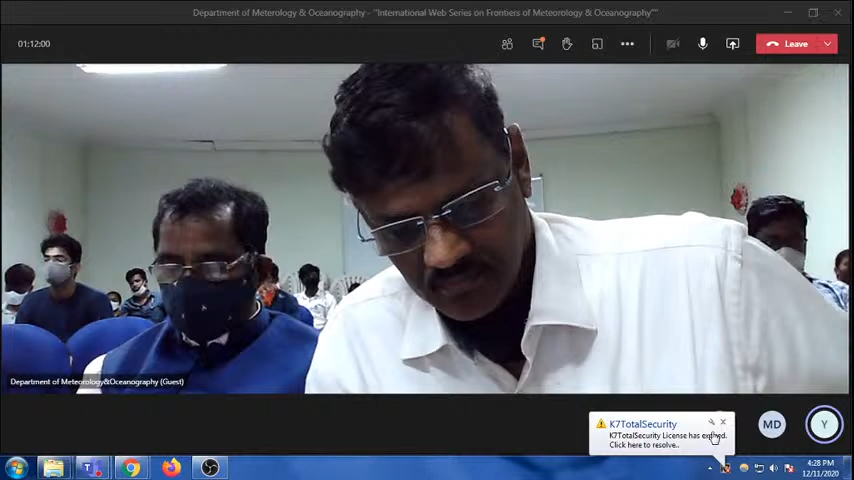 Department of Meterology & Oceanography - "International Web Series on Frontiers of Meteorology & Oceanography"
01:12:00
Leave
Department of Meteorology&Oceanography (Guest)
K7TotalSecurity
K7TotalSecurity License has expired.
Click here to resolve..
MD
Y
4:28 PM
12/11/2020